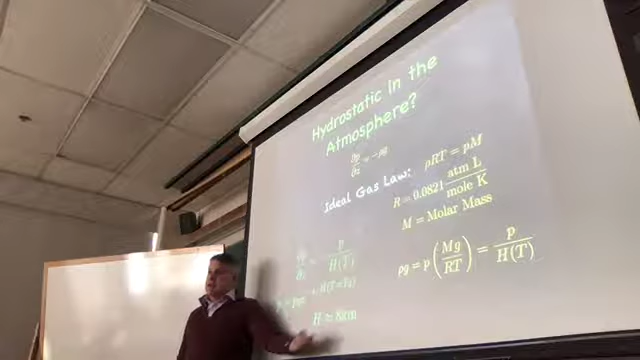 Hydrostatic in the
Atmosphere?
∂p/∂z = -ρg
Ideal Gas Law: ρRT = pM
R = 0.0821 atm L / mole K
M = Molar Mass
ρg = p (Mg/RT) = p/H(T)
p/H(T)
H ≈ 8km